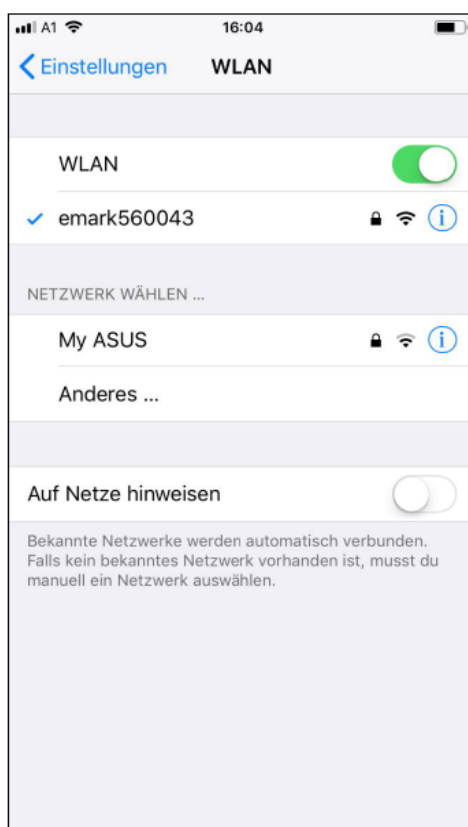 A1 16:04
Einstellungen WLAN
WLAN
emark560043
NETZWERK WÄHLEN ...
My ASUS
Anderes ...
Auf Netze hinweisen
Bekannte Netzwerke werden automatisch verbunden.
Falls kein bekanntes Netzwerk vorhanden ist, musst du
manuell ein Netzwerk auswählen.